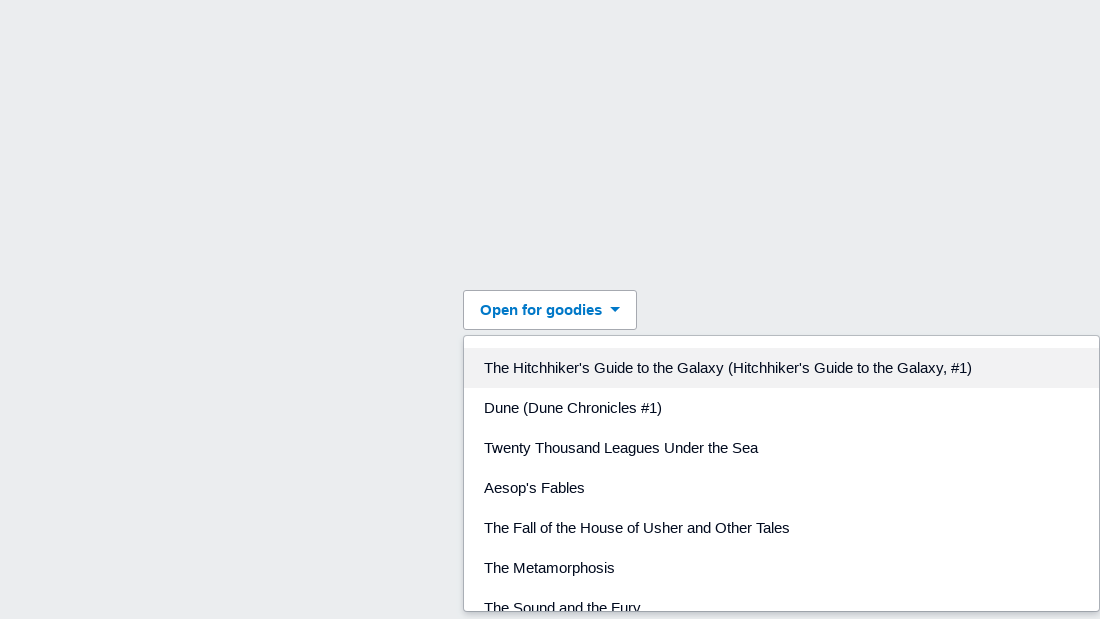 Open for goodies
The Hitchhiker's Guide to the Galaxy (Hitchhiker's Guide to the Galaxy, #1)
Dune (Dune Chronicles #1)
Twenty Thousand Leagues Under the Sea
Aesop's Fables
The Fall of the House of Usher and Other Tales
The Metamorphosis
The Sound and the Fury